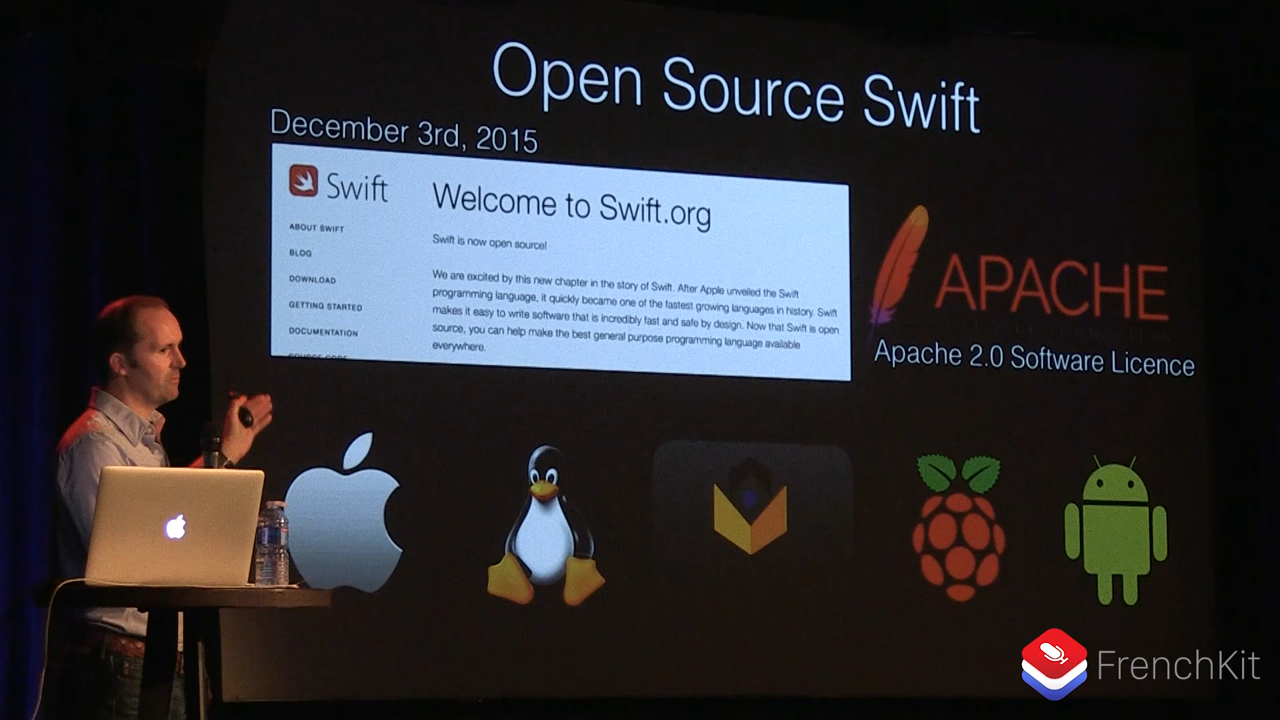 Open Source Swift
December 3rd, 2015
Swift
ABOUT SWIFT
BLOG
DOWNLOAD
GETTING STARTED
DOCUMENTATION
SOURCE CODE
Welcome to Swift.org
Swift is now open source!
We are excited by this new chapter in the story of Swift. After Apple unveiled the Swift
programming language, it quickly became one of the fastest growing languages in history. Swift
makes it easy to write software that is incredibly fast and safe by design. Now that Swift is open
source, you can help make the best general purpose programming language available
everywhere.
APACHE
Apache 2.0 Software Licence
FrenchKit